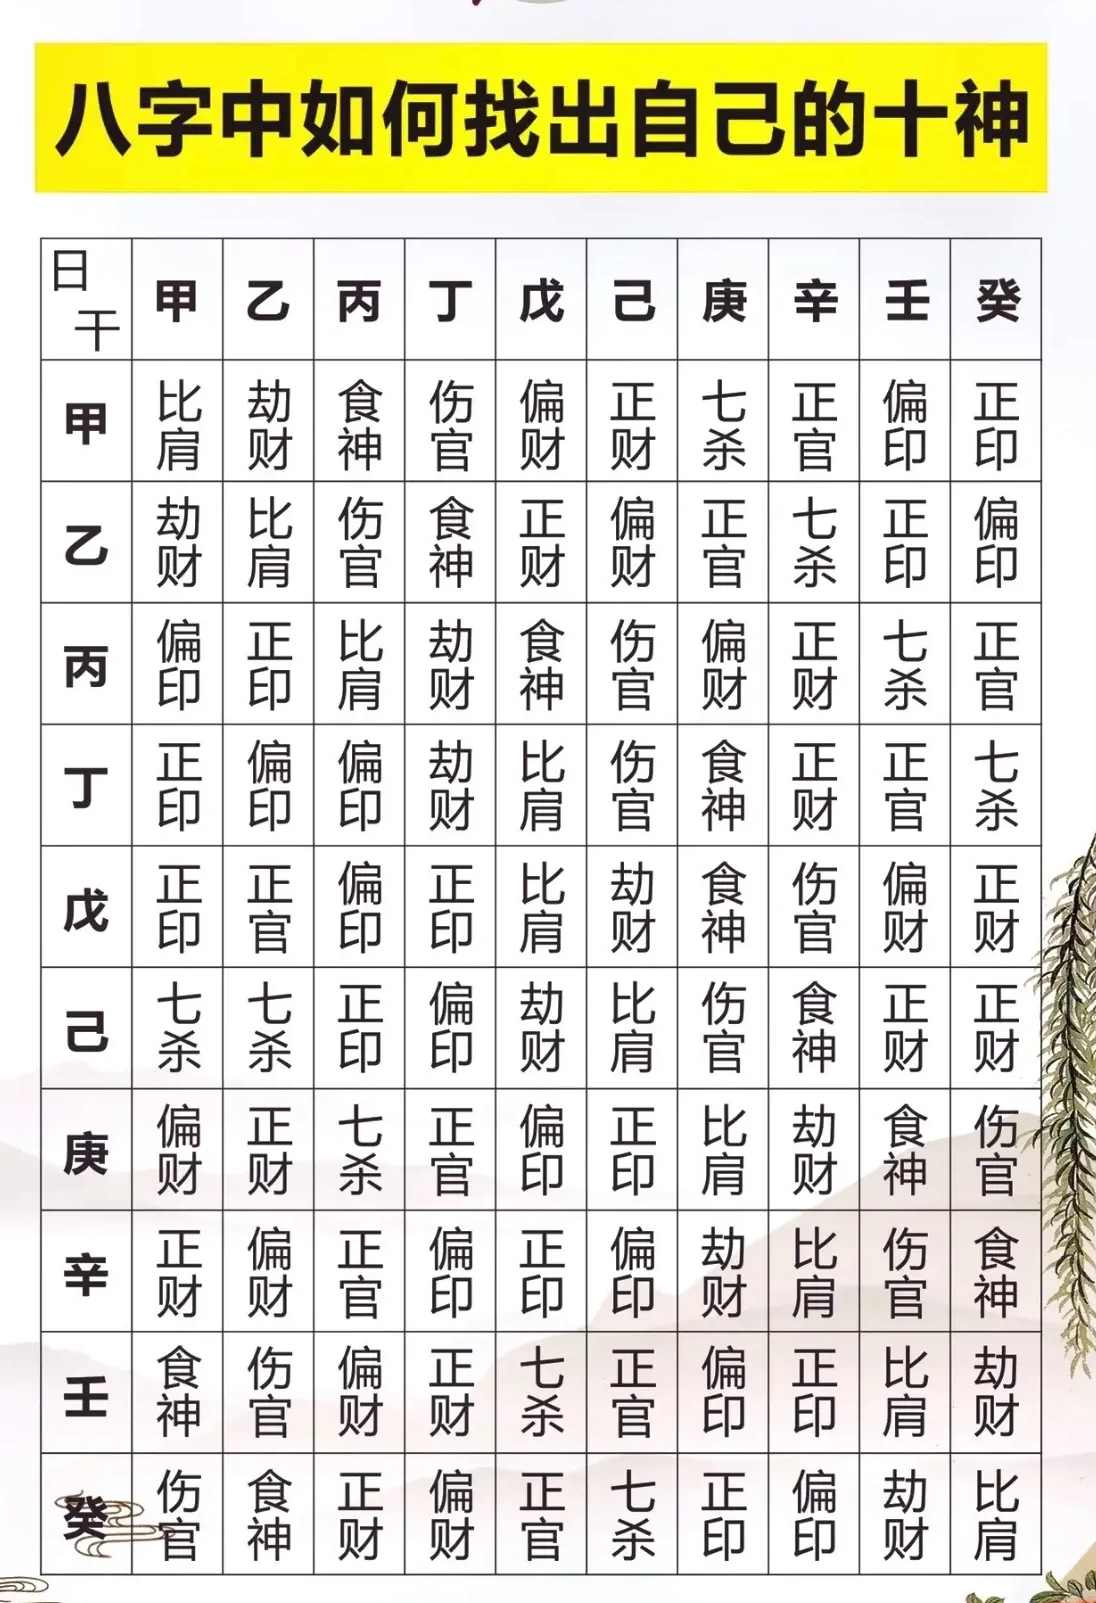 八字中如何找出自己的十神
日干 甲 乙 丙 丁 戊 己 庚 辛 壬 癸
甲 比肩 劫财 食神 伤官 偏财 正财 七杀 正官 偏印 正印
乙 劫财 比肩 伤官 食神 正财 偏财 正官 七杀 正印 偏印
丙 偏印 正印 比肩 劫财 食神 伤官 偏财 正财 七杀 正官
丁 正印 偏印 偏印 劫财 比肩 伤官 食神 正财 正官 七杀
戊 正印 正官 偏印 正印 比肩 劫财 食神 伤官 偏财 正财
己 七杀 七杀 正印 偏印 劫财 比肩 伤官 食神 正财 正财
庚 偏财 正财 七杀 正官 偏印 正印 比肩 劫财 食神 伤官
辛 正财 偏财 正官 偏印 正印 偏印 劫财 比肩 伤官 食神
壬 食神 伤官 偏财 正财 七杀 正官 偏印 正印 比肩 劫财
癸 伤官 食神 正财 偏财 正官 七杀 正印 偏印 劫财 比肩